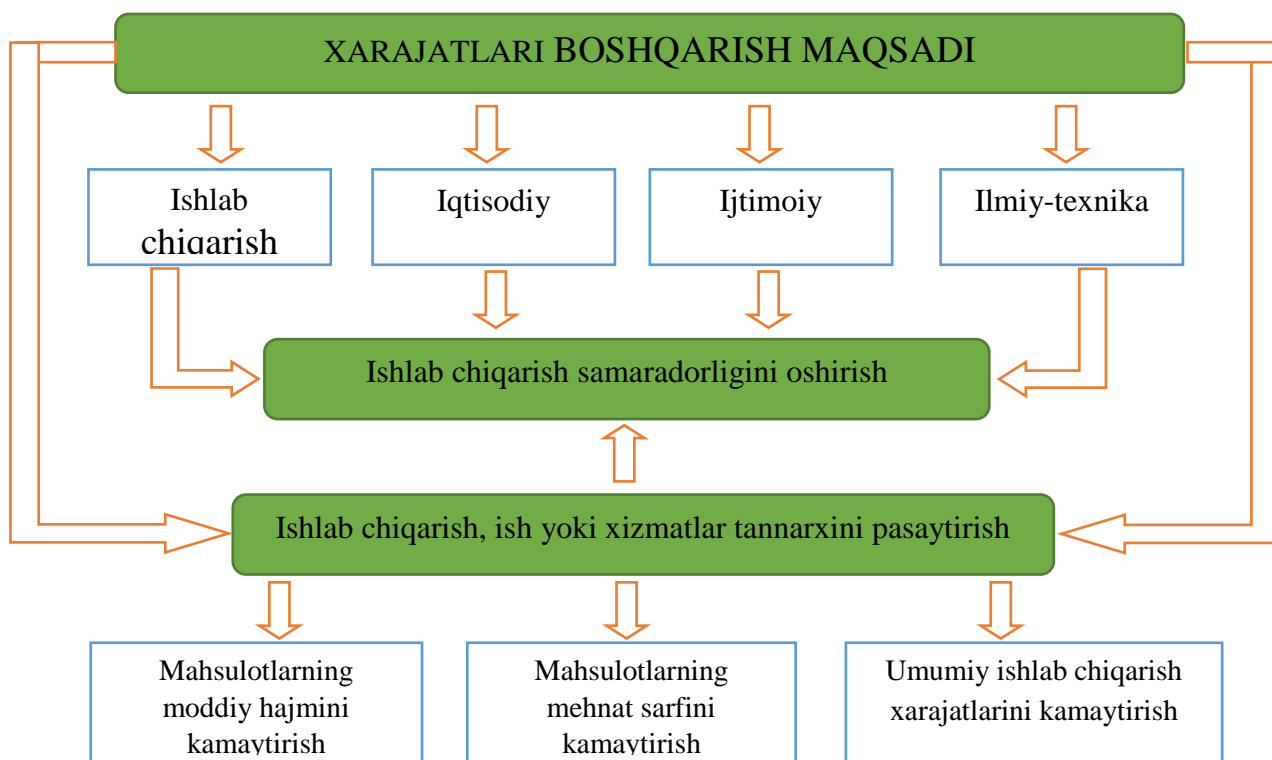 XARAJATLARI BOSHQARISH MAQSADI
Ishlab
chiqarish
Iqtisodiy
Ijtimoiy
Ilmiy-texnika
Ishlab chiqarish samaradorligini oshirish
Ishlab chiqarish, ish yoki xizmatlar tannarxini pasaytirish
Mahsulotlarning
moddiy hajmini
kamaytirish
Mahsulotlarning
mehnat sarfini
kamaytirish
Umumiy ishlab chiqarish
xarajatlarini kamaytirish